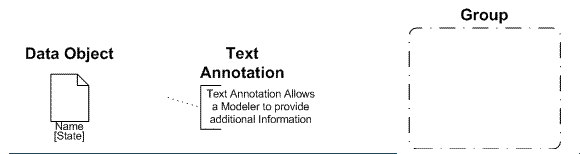 Group
Data Object
Text
Annotation
Text Annotation Allows
a Modeler to provide
additional Information
Name
[State]